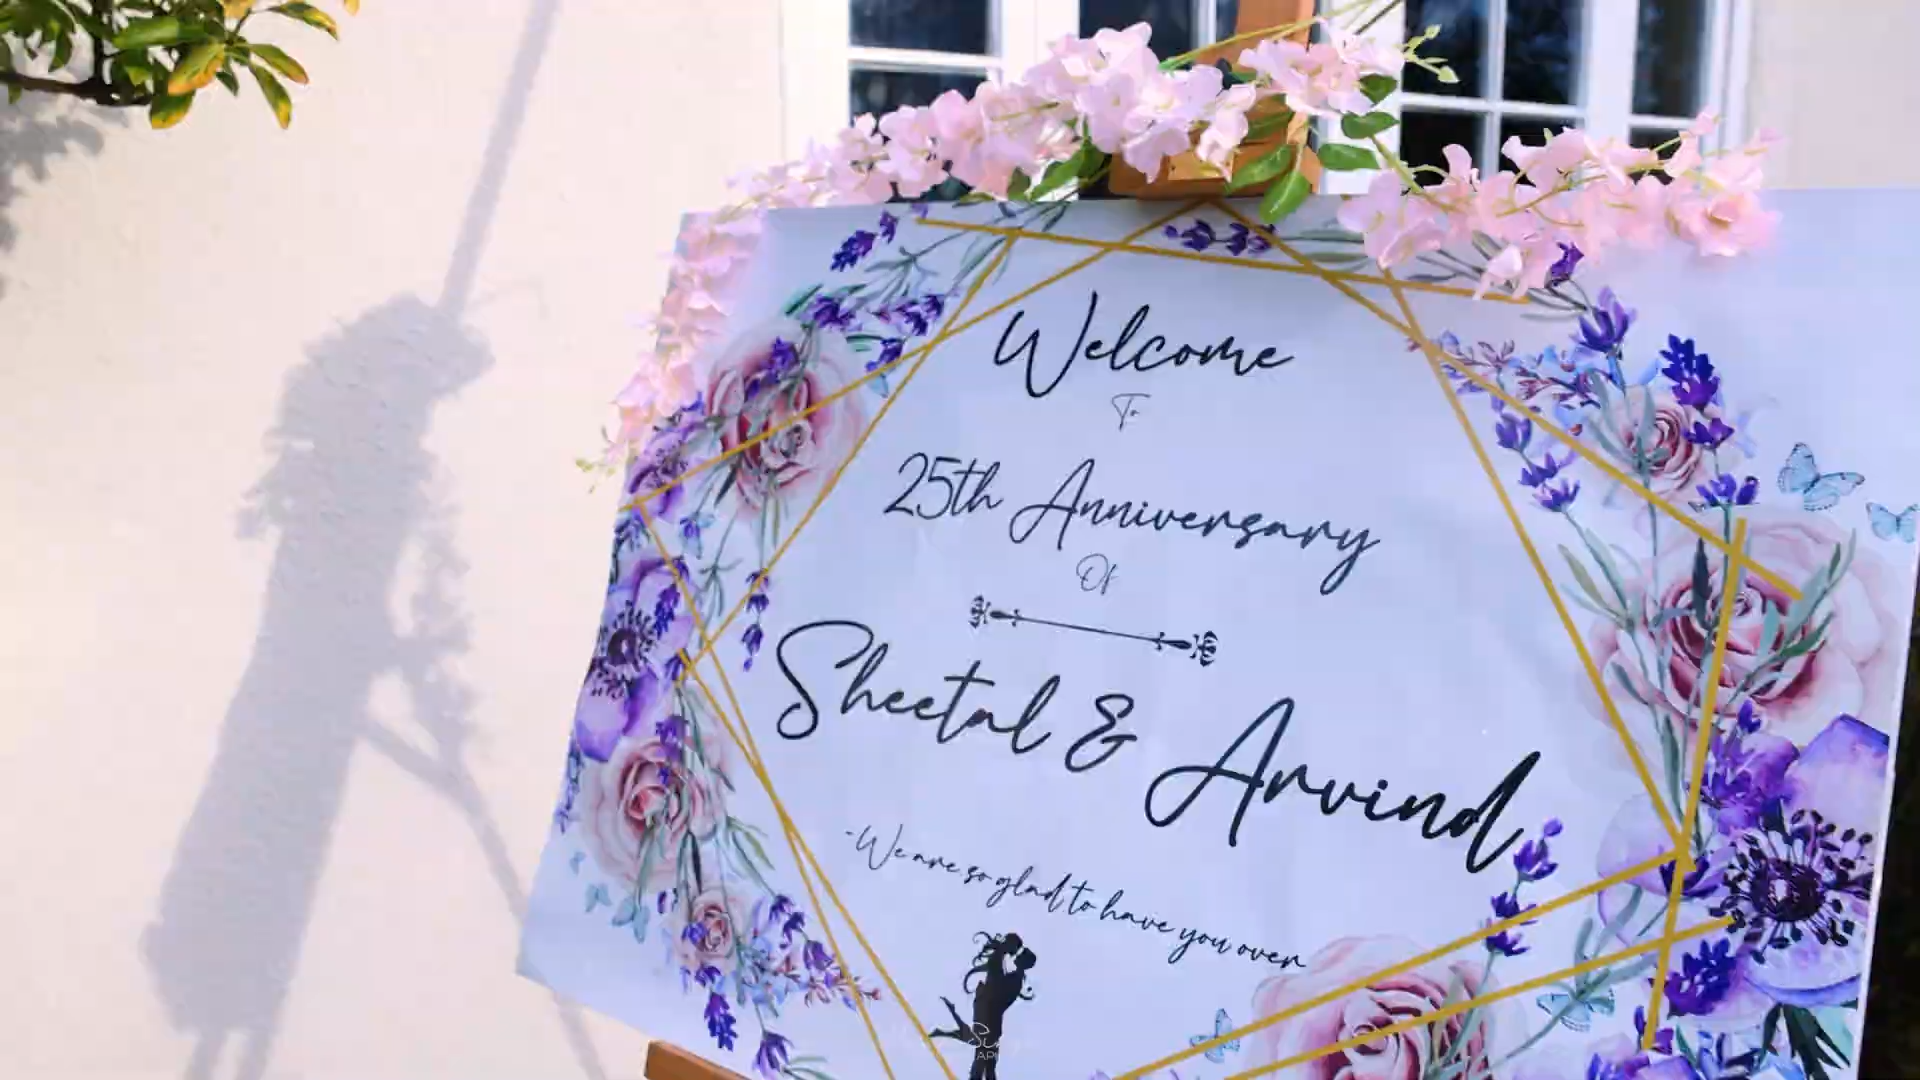 Welcome
To
25th Anniversary
Of
Sheetal & Arvind
-We are so glad to have you over